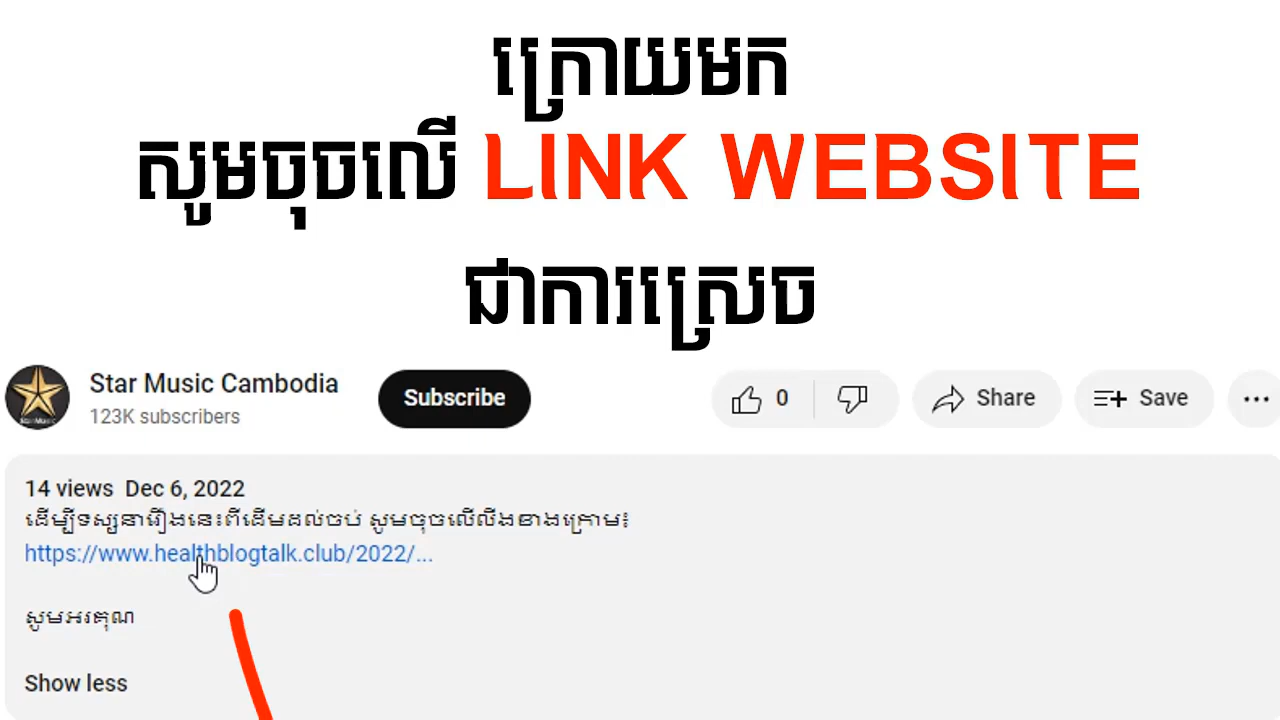 ក្រោយមក
សូមចុចលើ LINK WEBSITE
ជាការស្រេច
Star Music Cambodia
123K subscribers
Subscribe
0
Share
Save
14 views Dec 6, 2022
ដើម្បីទស្សនារឿងនេះពីដើមដល់ចប់ សូមចុចលើលីងខាងក្រោម៖
https://www.healthblogtalk.club/2022/...
សូមអរគុណ
Show less